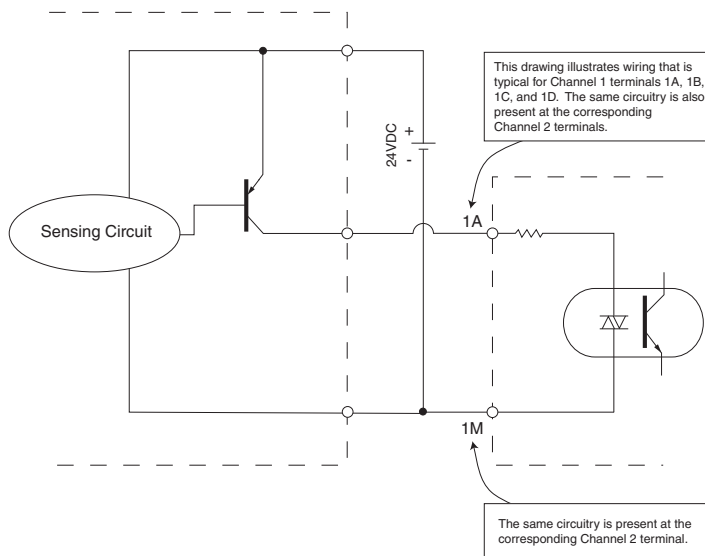 This drawing illustrates wiring that is
typical for Channel 1 terminals 1A, 1B,
1C, and 1D.  The same circuitry is also
present at the corresponding
Channel 2 terminals.
24VDC
+
-
1A
Sensing Circuit
1M
The same circuitry is present at the
corresponding Channel 2 terminal.